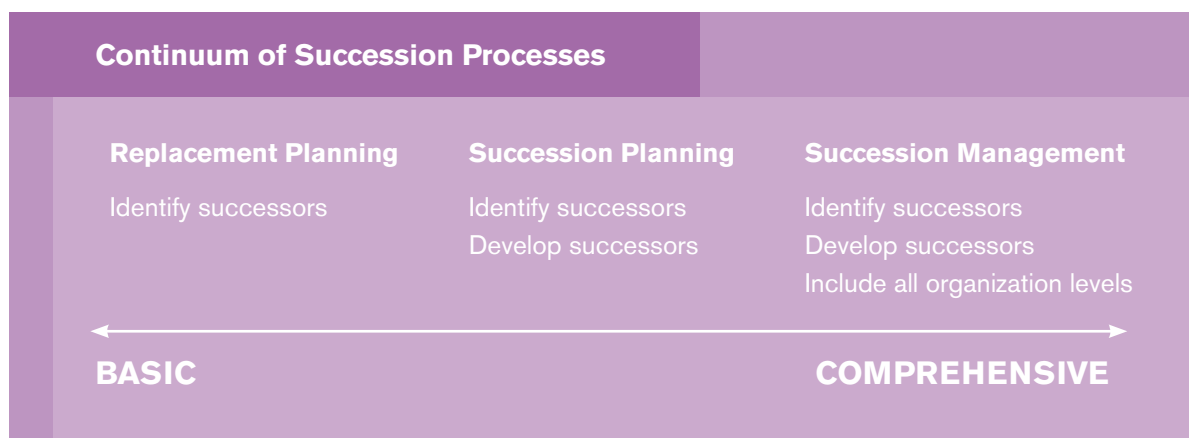 Continuum of Succession Processes
Replacement Planning
Identify successors
Succession Planning
Identify successors
Develop successors
Succession Management
Identify successors
Develop successors
Include all organization levels
BASIC
COMPREHENSIVE